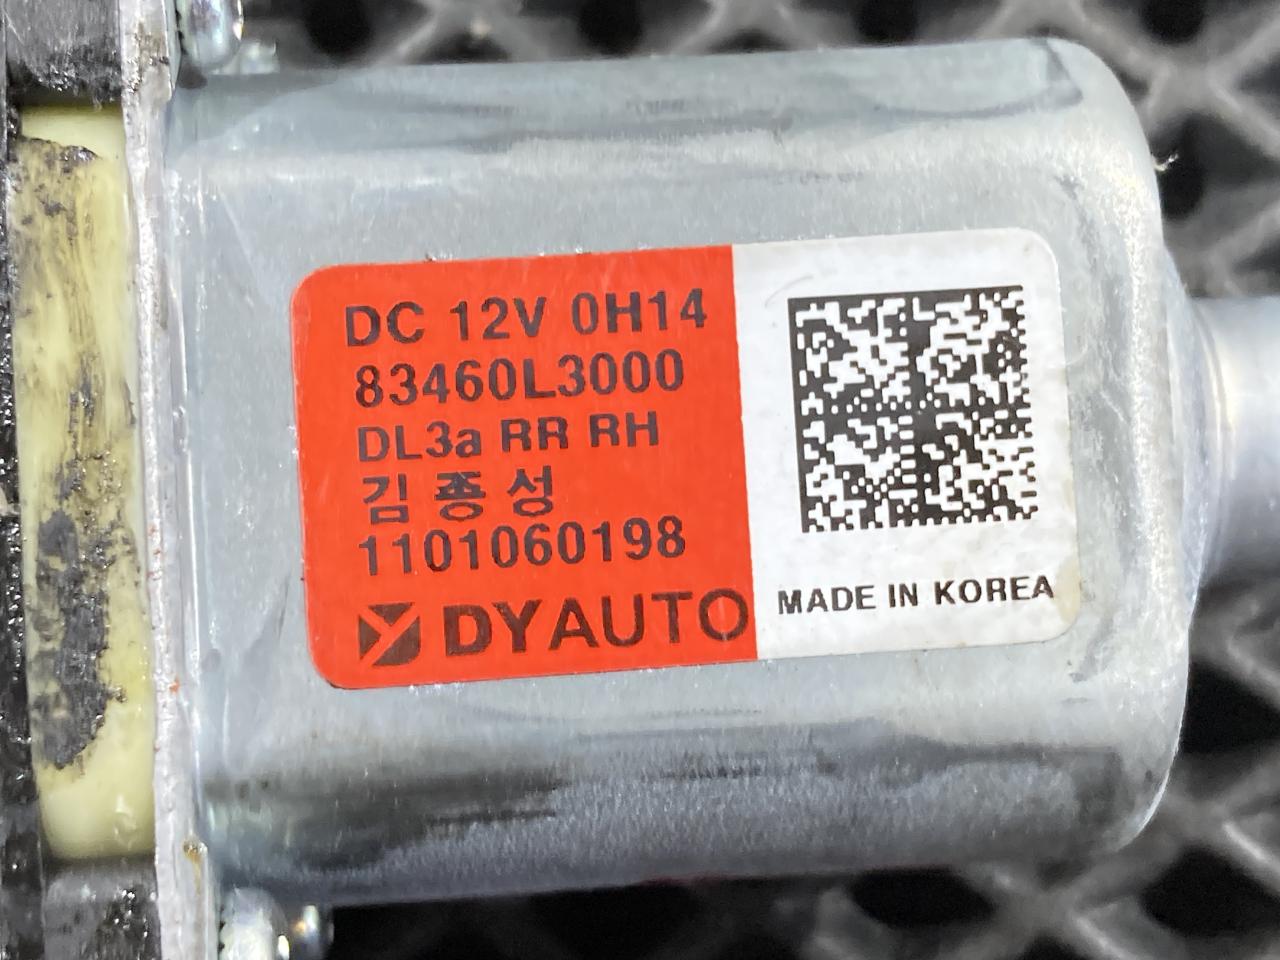 DC 12V 0H14
83460L3000
DL3a RR RH
김종성
1101060198
DYAUTO
MADE IN KOREA